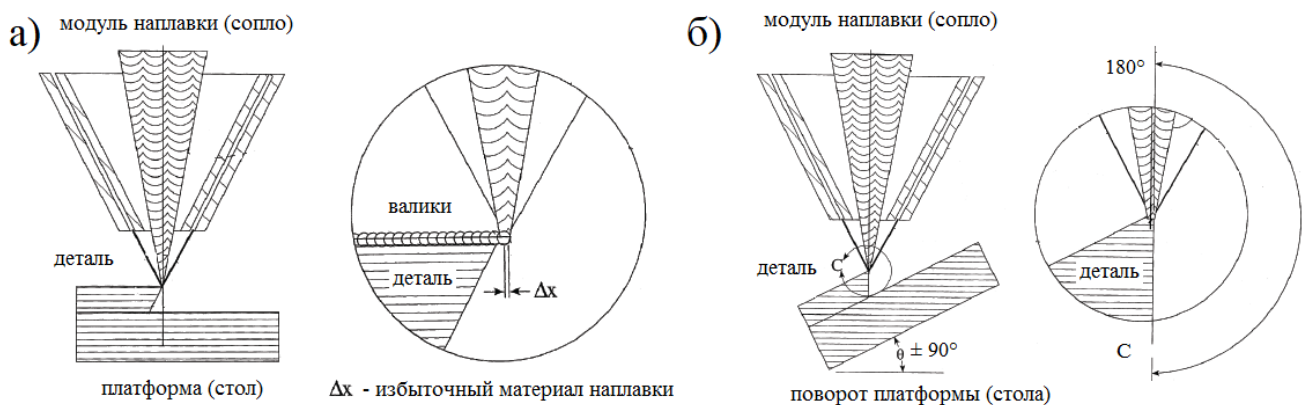 а)
модуль наплавки (сопло)
валики
деталь
деталь
Δx
платформа (стол)
Δx - избыточный материал наплавки
б)
модуль наплавки (сопло)
180°
деталь
C
деталь
θ ± 90°
C
поворот платформы (стола)